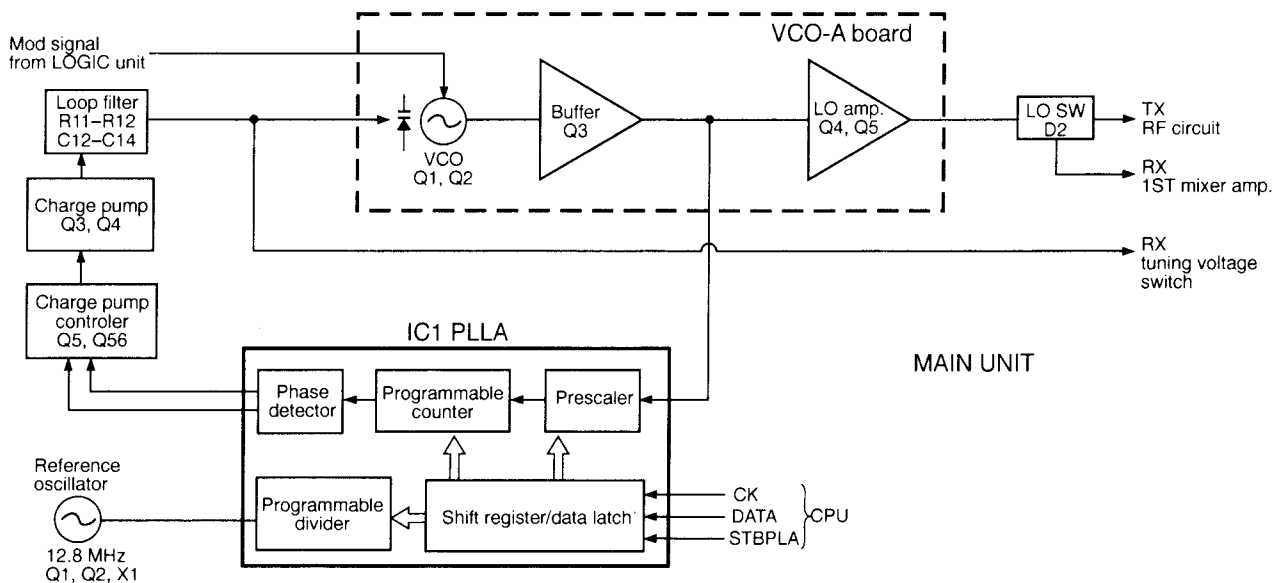 VCO-A board
Mod signal
from LOGIC unit
Loop filter
R11–R12
C12–C14
Buffer
Q3
LO amp.
Q4, Q5
LO SW
D2
TX
RF circuit
VCO
Q1, Q2
RX
1ST mixer amp.
Charge pump
Q3, Q4
RX
tuning voltage
switch
Charge pump
controler
Q5, Q56
IC1 PLLA
MAIN UNIT
Phase
detector
Programmable
counter
Prescaler
Reference
oscillator
Programmable
divider
Shift register/data latch
CK
DATA
STBPLA
CPU
12.8 MHz
Q1, Q2, X1